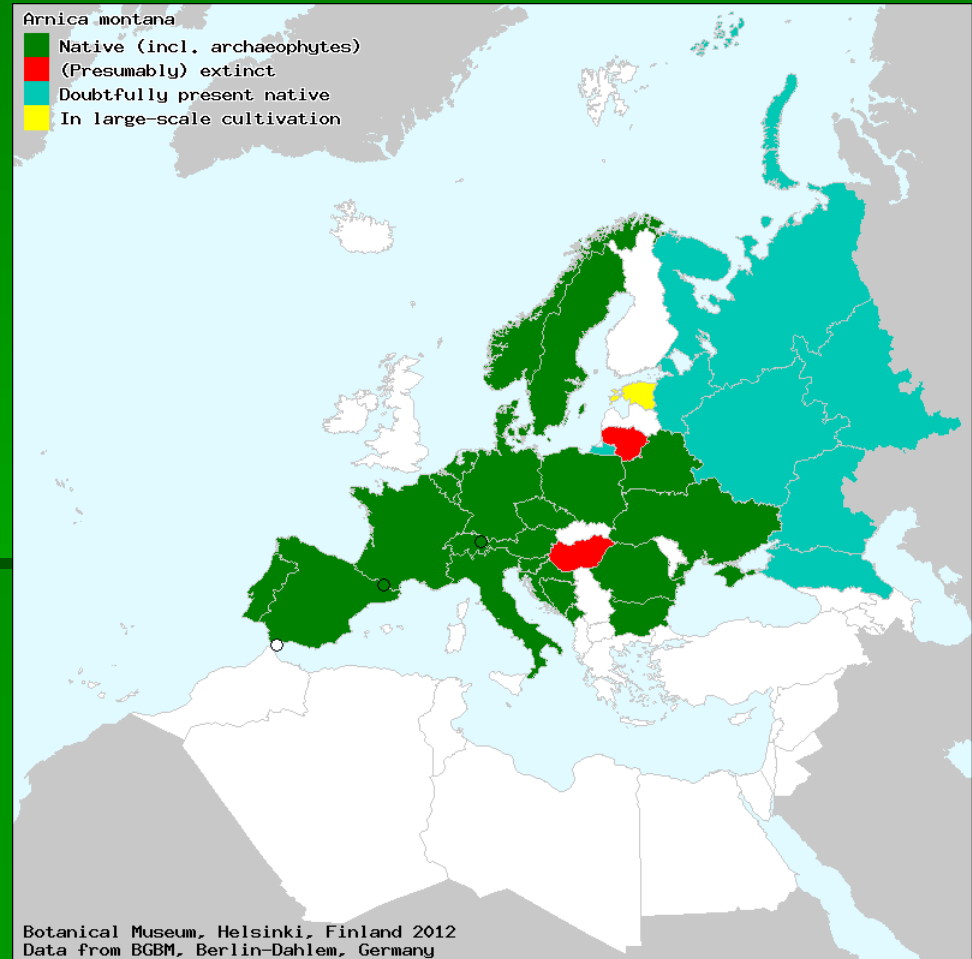 Arnica montana
Native (incl. archaeophytes)
(Presumably) extinct
Doubtfully present native
In large-scale cultivation
Botanical Museum, Helsinki, Finland 2012
Data from BGBM, Berlin-Dahlem, Germany